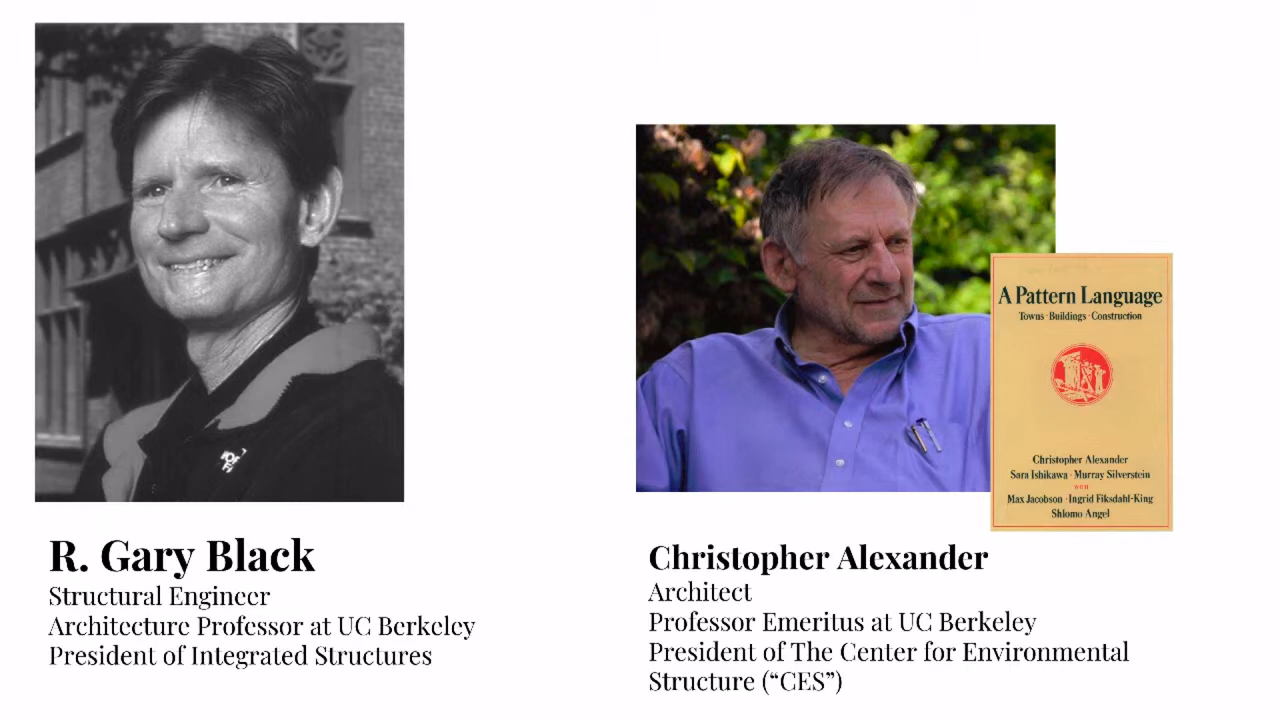 R. Gary Black
Structural Engineer
Architecture Professor at UC Berkeley
President of Integrated Structures
A Pattern Language
Towns · Buildings · Construction
Christopher Alexander
Sara Ishikawa · Murray Silverstein
WITH
Max Jacobson · Ingrid Fiksdahl-King
Shlomo Angel
Christopher Alexander
Architect
Professor Emeritus at UC Berkeley
President of The Center for Environmental
Structure (“CES”)